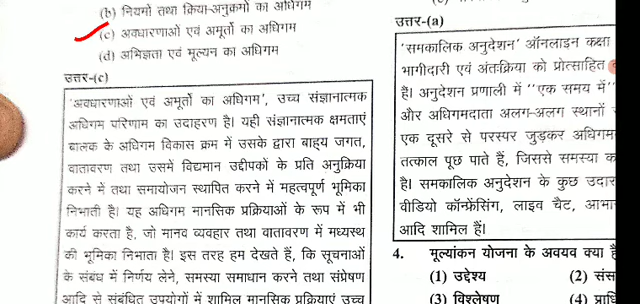 (b) नियमों तथा क्रिया-अनुक्रमों का अधिगम
(c) अवधारणाओं एवं अमूर्तों का अधिगम
(d) अभिज्ञता एवं मूल्यन का अधिगम
उत्तर-(c)
'अवधारणाओं एवं अमूर्तों का अधिगम', उच्च संज्ञानात्मक
अधिगम परिणाम का उदाहरण है। यही संज्ञानात्मक क्षमताएं
बालक के अधिगम विकास क्रम में उसके द्वारा बाह्य जगत,
वातावरण तथा उसमें विद्यमान उद्दीपकों के प्रति अनुक्रिया
करने में तथा समायोजन स्थापित करने में महत्वपूर्ण भूमिका
निभाती है। यह अधिगम मानसिक प्रक्रियाओं के रूप में भी
कार्य करता है, जो मानव व्यवहार तथा वातावरण में मध्यस्थ
की भूमिका निभाता है। इस तरह हम देखते हैं, कि सूचनाओं
के संबंध में निर्णय लेने, समस्या समाधान करने तथा संप्रेषण
आदि से संबंधित उपयोगों में शामिल मानसिक प्रक्रियाएं उच्च
उत्तर-(a)
'समकालिक अनुदेशन' ऑनलाइन कक्षा
भागीदारी एवं अंतःक्रिया को प्रोत्साहित
है। अनुदेशन प्रणाली में ''एक समय में''
और अधिगमदाता अलग-अलग स्थानों
एक दूसरे से परस्पर जुड़कर अधिगम
तत्काल पूछ पाते हैं, जिससे समस्या
है। समकालिक अनुदेशन के कुछ
वीडियो कॉन्फ्रेंसिंग, लाइव चैट,
आदि शामिल हैं।
4. मूल्यांकन योजना के अवयव क्या
(1) उद्देश्य (2)
(3) विश्लेषण (4)